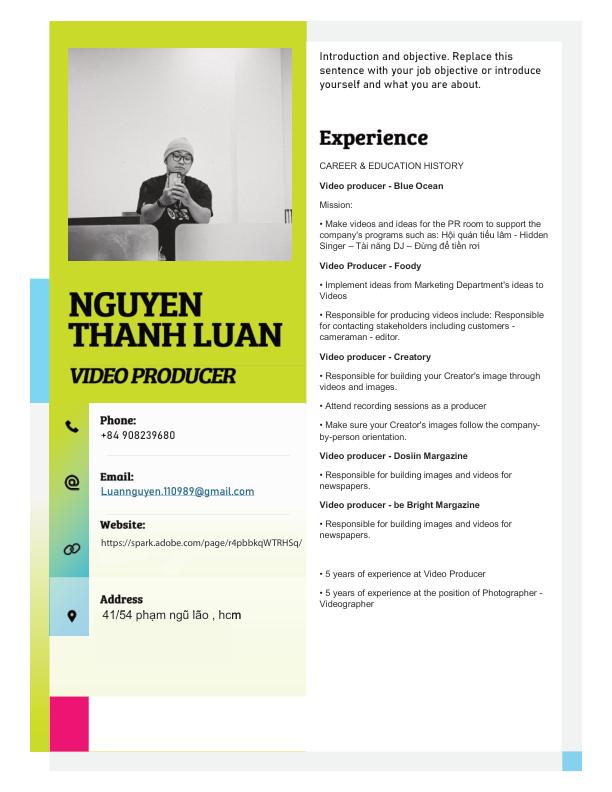 NGUYEN
THANH LUAN
VIDEO PRODUCER
Phone:
+84 908239680
Email:
Luannguyen.110989@gmail.com
Website:
https://spark.adobe.com/page/r4pbbkqWTRHSq/
Address
41/54 phạm ngũ lão , hcm
Introduction and objective. Replace this
sentence with your job objective or introduce
yourself and what you are about.
Experience
CAREER & EDUCATION HISTORY
Video producer - Blue Ocean
Mission:
• Make videos and ideas for the PR room to support the
company's programs such as: Hội quán tiếu lâm - Hidden
Singer – Tài năng DJ – Đừng để tiền rơi
Video Producer - Foody
• Implement ideas from Marketing Department's ideas to
Videos
• Responsible for producing videos include: Responsible
for contacting stakeholders including customers -
cameraman - editor.
Video producer - Creatory
• Responsible for building your Creator's image through
videos and images.
• Attend recording sessions as a producer
• Make sure your Creator's images follow the company-
by-person orientation.
Video producer - Dosiin Margazine
• Responsible for building images and videos for
newspapers.
Video producer - be Bright Margazine
• Responsible for building images and videos for
newspapers.
• 5 years of experience at Video Producer
• 5 years of experience at the position of Photographer -
Videographer